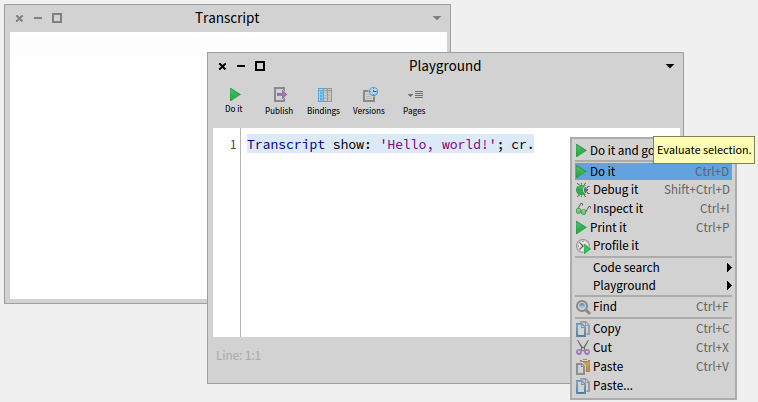 Transcript
Playground
Do it
Publish
Bindings
Versions
Pages
1 Transcript show: 'Hello, world!'; cr.
Do it and go
Evaluate selection.
Do it Ctrl+D
Debug it Shift+Ctrl+D
Inspect it Ctrl+I
Print it Ctrl+P
Profile it
Code search
Playground
Find Ctrl+F
Copy Ctrl+C
Cut Ctrl+X
Paste Ctrl+V
Paste...
Line: 1:1